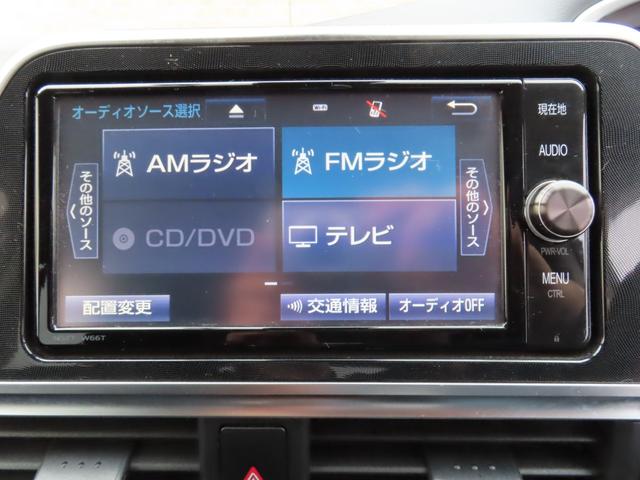 オーディオソース選択
Wi-Fi
AMラジオ
FMラジオ
その他のソース
その他のソース
CD/DVD
テレビ
配置変更
交通情報
オーディオOFF
現在地
AUDIO
PWR·VOL
MENU
CTRL
W66T